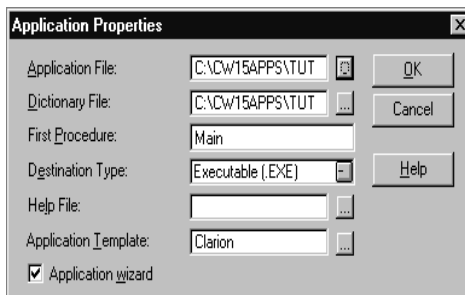 Application Properties
Application File: C:\CW15APPS\TUT OK
Dictionary File: C:\CW15APPS\TUT ... Cancel
First Procedure: Main
Destination Type: Executable (.EXE) Help
Help File: ...
Application Template: Clarion ...
Application wizard